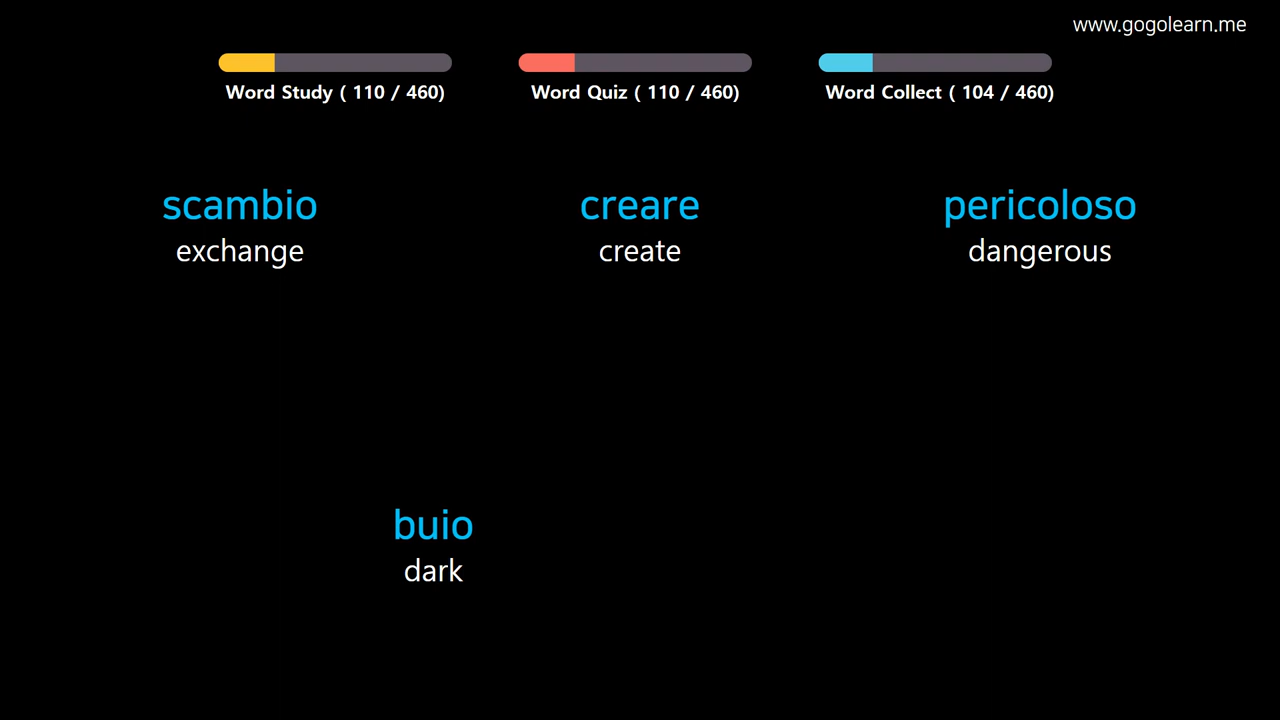 www.gogolearn.me
Word Study ( 110 / 460)
Word Quiz ( 110 / 460)
Word Collect ( 104 / 460)
scambio
exchange
creare
create
pericoloso
dangerous
buio
dark